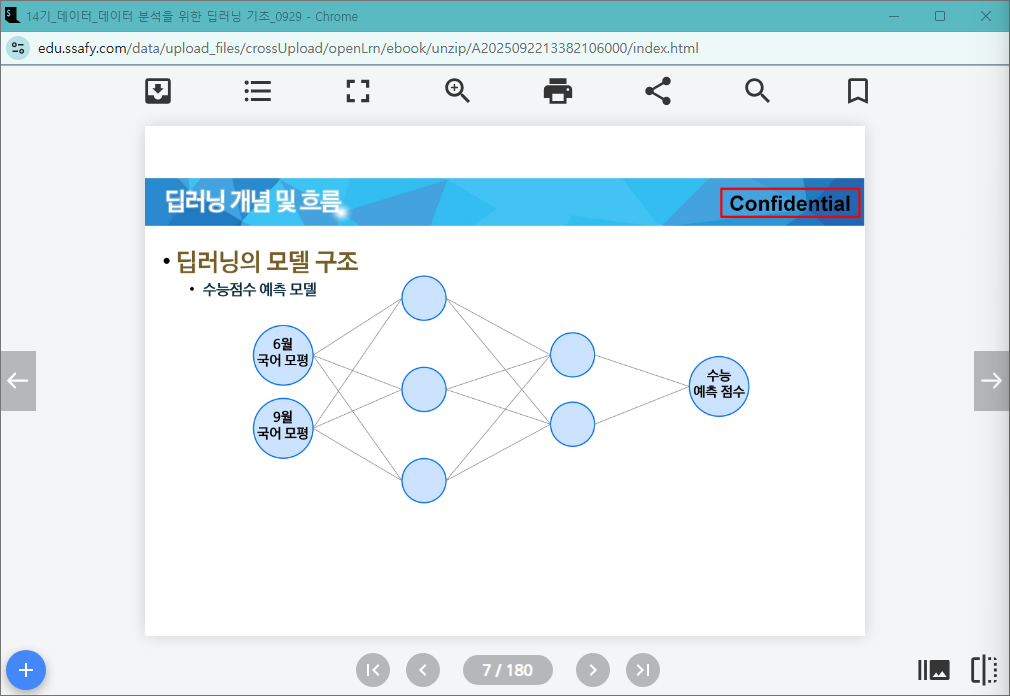 14기_데이터_데이터 분석을 위한 딥러닝 기초_0929 - Chrome
edu.ssafy.com/data/upload_files/crossUpload/openLrn/ebook/unzip/A2025092213382106000/index.html
딥러닝 개념 및 흐름
Confidential
• 딥러닝의 모델 구조
• 수능점수 예측 모델
6월
국어 모평
9월
국어 모평
수능
예측 점수
7 / 180